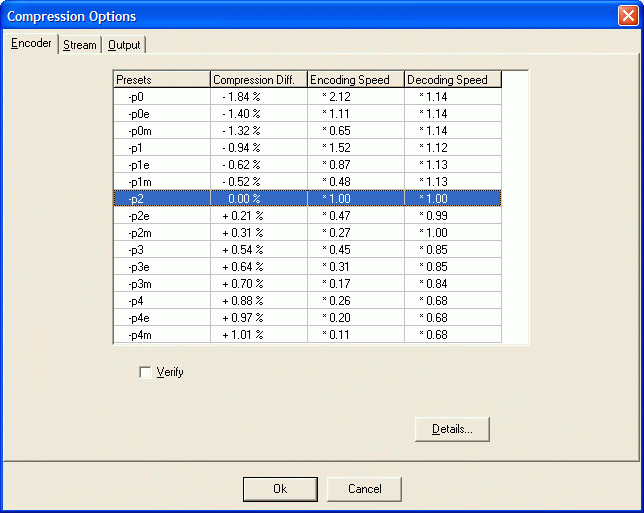 Compression Options
Encoder Stream Output
Presets Compression Diff. Encoding Speed Decoding Speed
-p0 - 1.84 % * 2.12 * 1.14
-p0e - 1.40 % * 1.11 * 1.14
-p0m - 1.32 % * 0.65 * 1.14
-p1 - 0.94 % * 1.52 * 1.12
-p1e - 0.62 % * 0.87 * 1.13
-p1m - 0.52 % * 0.48 * 1.13
-p2 0.00 % * 1.00 * 1.00
-p2e + 0.21 % * 0.47 * 0.99
-p2m + 0.31 % * 0.27 * 1.00
-p3 + 0.54 % * 0.45 * 0.85
-p3e + 0.64 % * 0.31 * 0.85
-p3m + 0.70 % * 0.17 * 0.84
-p4 + 0.88 % * 0.26 * 0.68
-p4e + 0.97 % * 0.20 * 0.68
-p4m + 1.01 % * 0.11 * 0.68
Verify
Details...
Ok Cancel